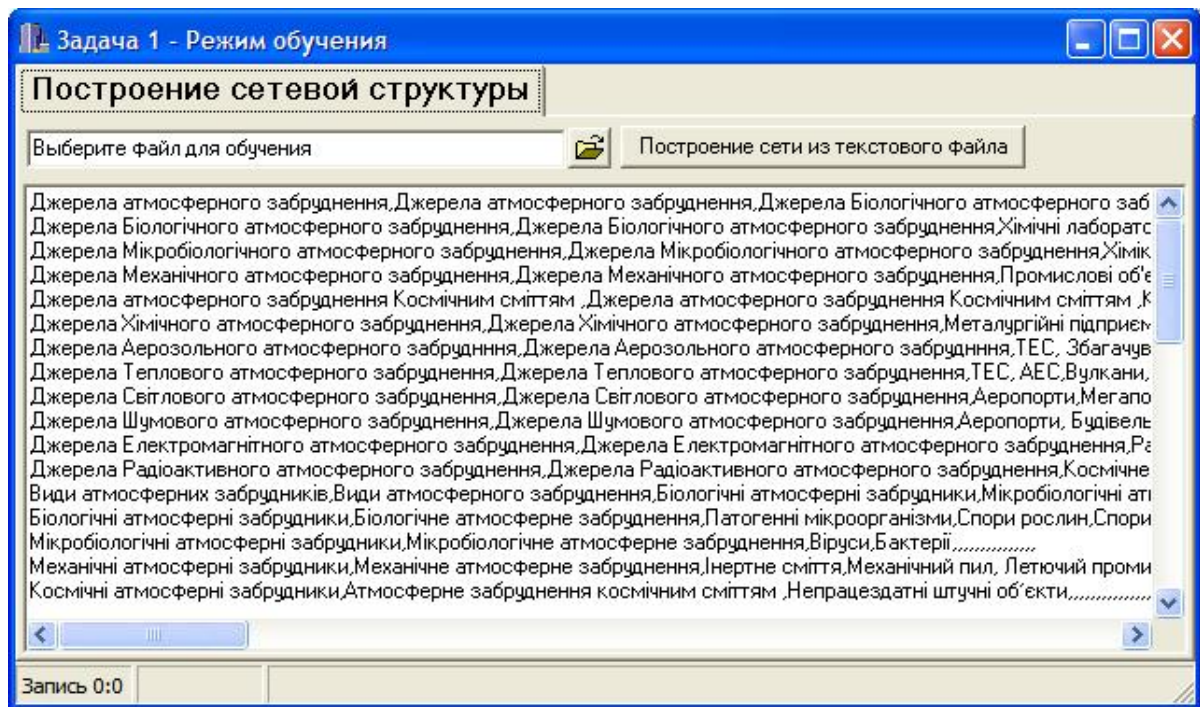 Задача 1 - Режим обучения
Построение сетевой структуры
Выберите файл для обучения
Построение сети из текстового файла
Джерела атмосферного забруднення,Джерела атмосферного забруднення,Джерела Біологічного атмосферного заб
Джерела Біологічного атмосферного забруднення,Джерела Біологічного атмосферного забруднення,Хімічні лаборато
Джерела Мікробіологічного атмосферного забруднення,Джерела Мікробіологічного атмосферного забруднення,Хімік
Джерела Механічного атмосферного забруднення,Джерела Механічного атмосферного забруднення,Промислові об'є
Джерела атмосферного забруднення Космічним сміттям ,Джерела атмосферного забруднення Космічним сміттям ,К
Джерела Хімічного атмосферного забруднення,Джерела Хімічного атмосферного забруднення,Металургійні підприєм
Джерела Аерозольного атмосферного забрудння,Джерела Аерозольного атмосферного забрудння,ТЕС, Збагачув
Джерела Теплового атмосферного забруднення,Джерела Теплового атмосферного забруднення,ТЕС, АЕС,Вулкани,
Джерела Світлового атмосферного забруднення,Джерела Світлового атмосферного забруднення,Аеропорти,Мегапо
Джерела Шумового атмосферного забруднення,Джерела Шумового атмосферного забруднення,Аеропорти, Будівель
Джерела Електромагнітного атмосферного забруднення,Джерела Електромагнітного атмосферного забруднення,Ра
Джерела Радіоактивного атмосферного забруднення,Джерела Радіоактивного атмосферного забруднення,Космічне
Види атмосферних забрудників,Види атмосферного забруднення,Біологічні атмосферні забрудники,Мікробіологічні ат
Біологічні атмосферні забрудники,Біологічне атмосферне забруднення,Патогенні мікроорганізми,Спори рослин,Спори
Мікробіологічні атмосферні забрудники,Мікробіологічне атмосферне забруднення,Віруси,Бактерії,,,,,,,,,,,,,,,
Механічні атмосферні забрудники,Механічне атмосферне забруднення,Інертне сміття,Механічний пил, Летючий проми
Космічні атмосферні забрудники,Атмосферне забруднення космічним сміттям ,Непрацездатні штучні об´єкти,,,,,,,,,,,,,,,
Запись 0:0